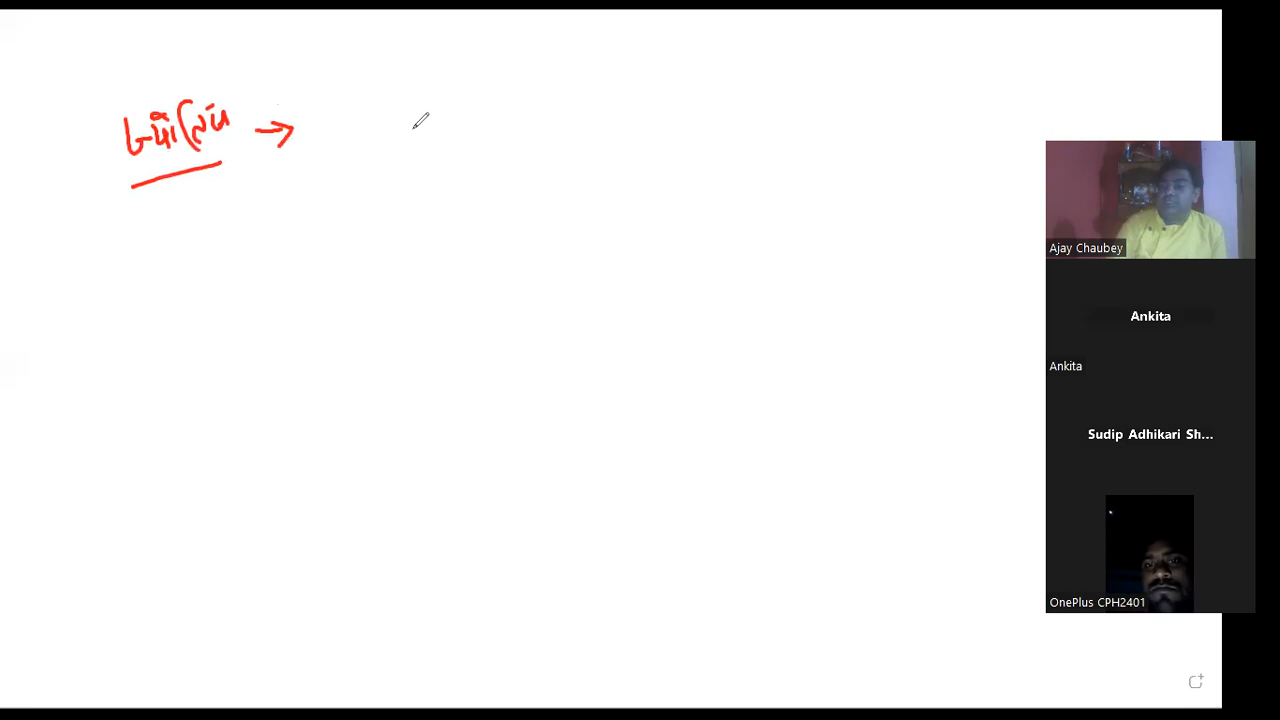 →
Ajay Chaubey
Ankita
Ankita
Sudip Adhikari Sh...
OnePlus CPH2401